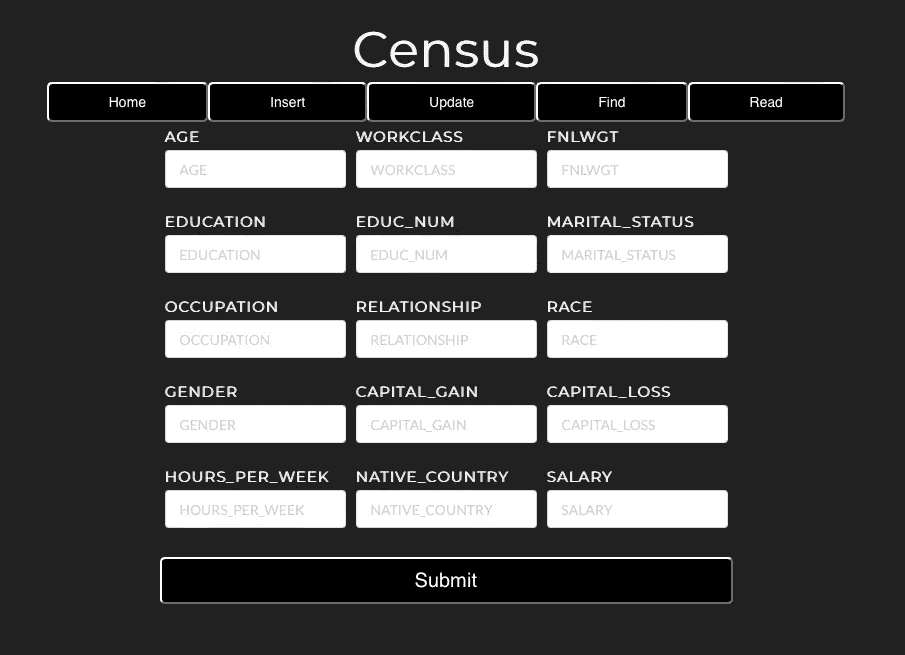 Census
Home Insert Update Find Read
AGE WORKCLASS FNLWGT
AGE WORKCLASS FNLWGT
EDUCATION EDUC_NUM MARITAL_STATUS
EDUCATION EDUC_NUM MARITAL_STATUS
OCCUPATION RELATIONSHIP RACE
OCCUPATION RELATIONSHIP RACE
GENDER CAPITAL_GAIN CAPITAL_LOSS
GENDER CAPITAL_GAIN CAPITAL_LOSS
HOURS_PER_WEEK NATIVE_COUNTRY SALARY
HOURS_PER_WEEK NATIVE_COUNTRY SALARY
Submit